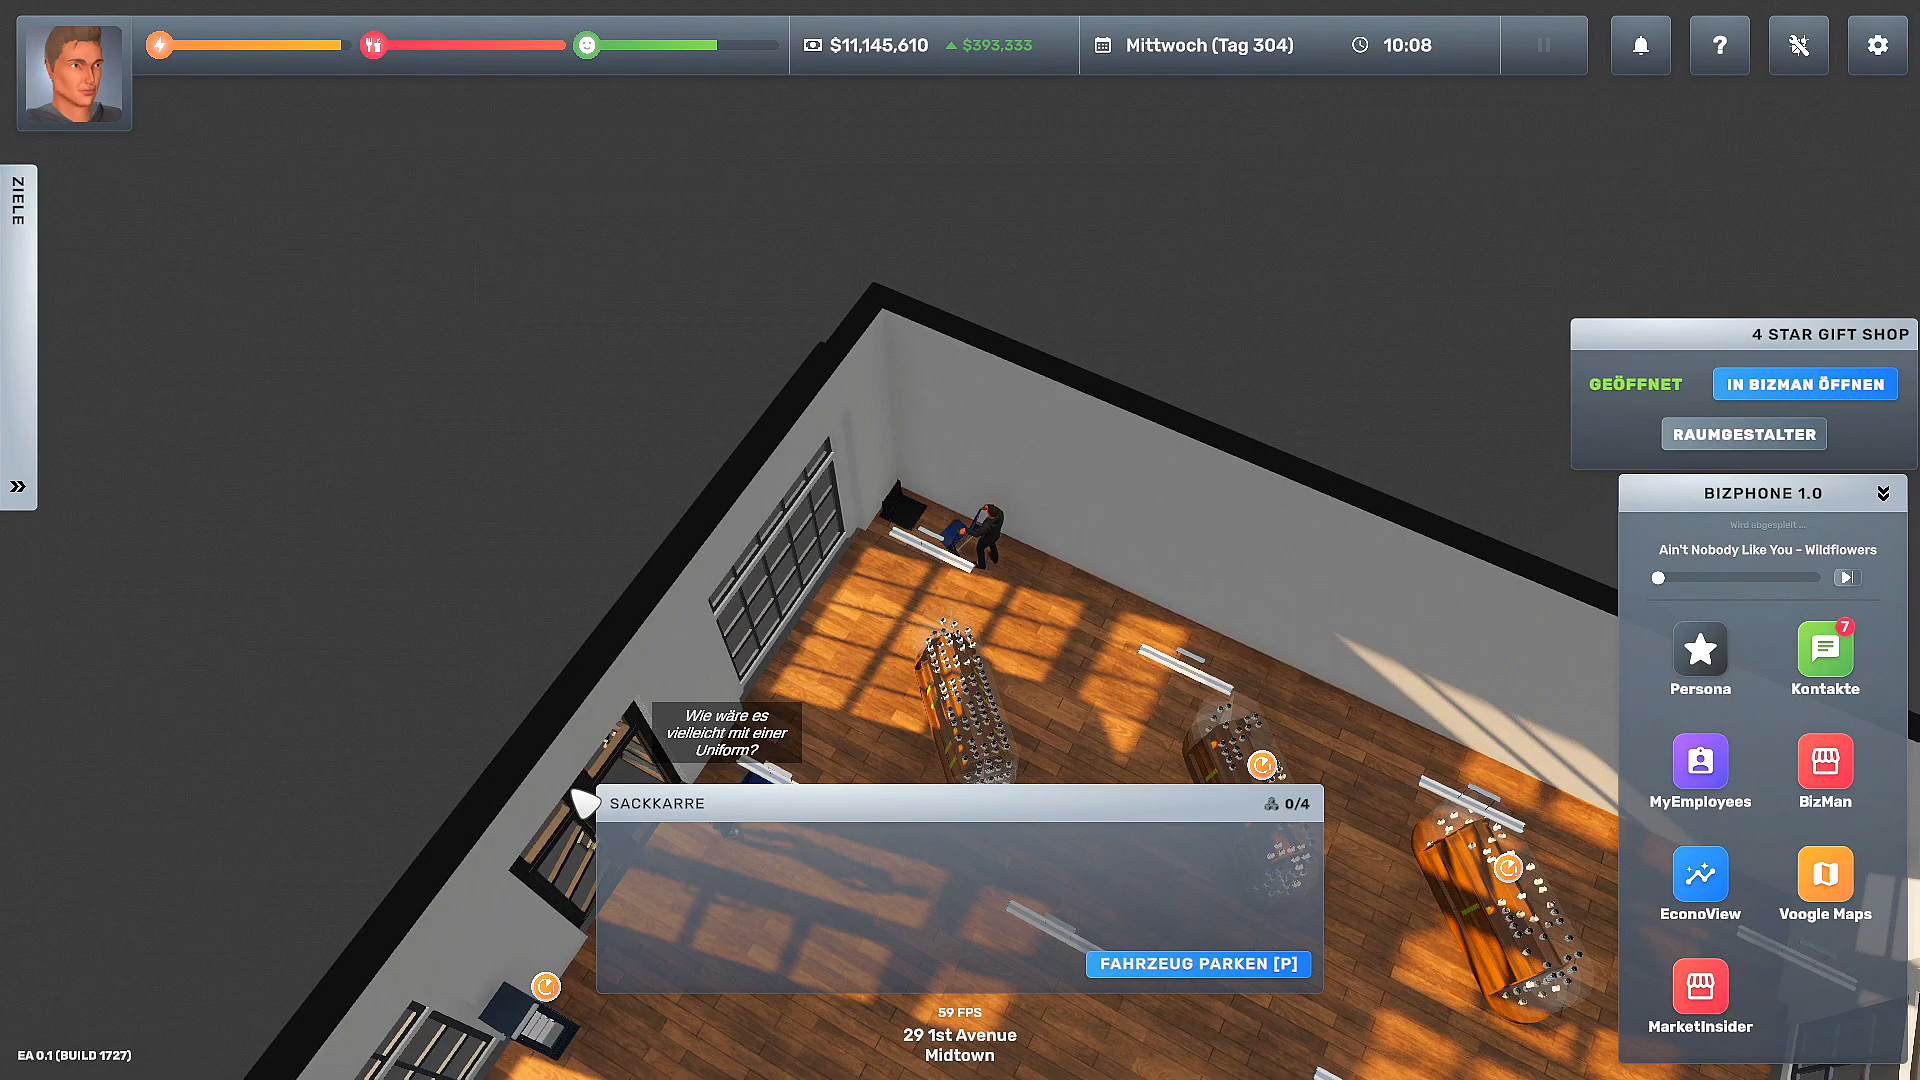 $11,145,610
$393,333
Mittwoch (Tag 304)
10:08
?
ZIELE
4 STAR GIFT SHOP
GEÖFFNET
IN BIZMAN ÖFFNEN
RAUMGESTALTER
BIZPHONE 1.0
Wird abgespielt ...
Ain't Nobody Like You - Wildflowers
Persona
7
Kontakte
MyEmployees
BizMan
EconoView
Voogle Maps
MarketInsider
Wie wäre es
vielleicht mit einer
Uniform?
SACKKARRE
0/4
FAHRZEUG PARKEN [P]
59 FPS
29 1st Avenue
Midtown
EA 0.1 (BUILD 1727)